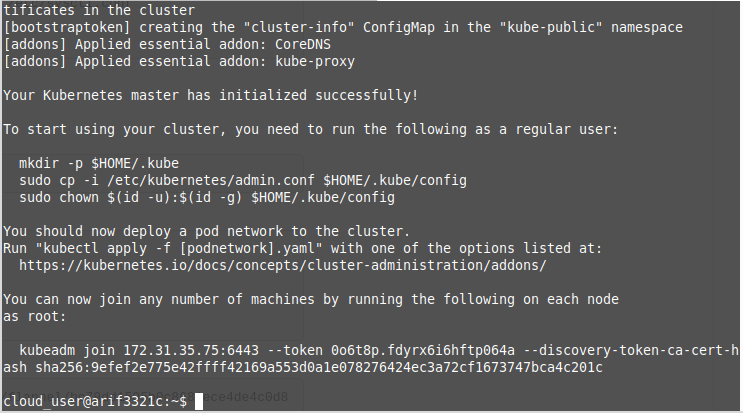 tificates in the cluster
[bootstraptoken] creating the "cluster-info" ConfigMap in the "kube-public" namespace
[addons] Applied essential addon: CoreDNS
[addons] Applied essential addon: kube-proxy
Your Kubernetes master has initialized successfully!
To start using your cluster, you need to run the following as a regular user:
mkdir -p $HOME/.kube
sudo cp -i /etc/kubernetes/admin.conf $HOME/.kube/config
sudo chown $(id -u):$(id -g) $HOME/.kube/config
You should now deploy a pod network to the cluster.
Run "kubectl apply -f [podnetwork].yaml" with one of the options listed at:
https://kubernetes.io/docs/concepts/cluster-administration/addons/
You can now join any number of machines by running the following on each node
as root:
kubeadm join 172.31.35.75:6443 --token 0o6t8p.fdyrx6i6hftp064a --discovery-token-ca-cert-h
ash sha256:9efef2e775e42ffff42169a553d0a1e078276424ec3a72cf1673747bca4c201c
cloud_user@arif3321c:~$